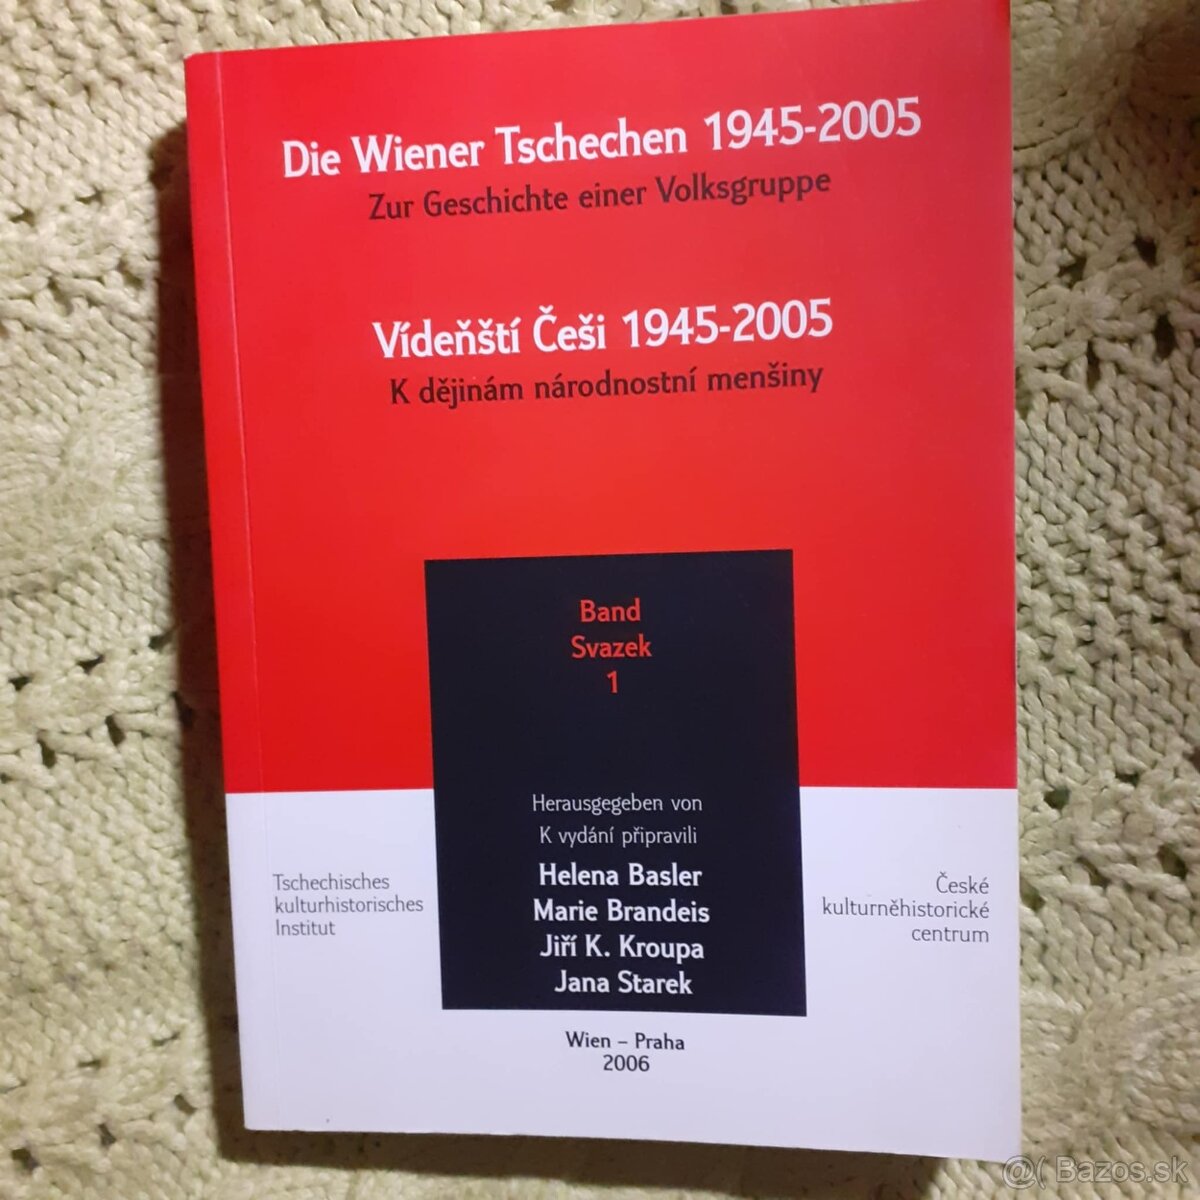 Die Wiener Tschechen 1945-2005
Zur Geschichte einer Volksgruppe
Vídeňští Češi 1945-2005
K dějinám národnostní menšiny
Band
Svazek
1
Herausgegeben von
K vydání připravili
Helena Basler
Marie Brandeis
Jiří K. Kroupa
Jana Starek
Tschechisches
kulturhistorisches
Institut
České
kulturněhistorické
centrum
Wien – Praha
2006
@( Bazos.sk